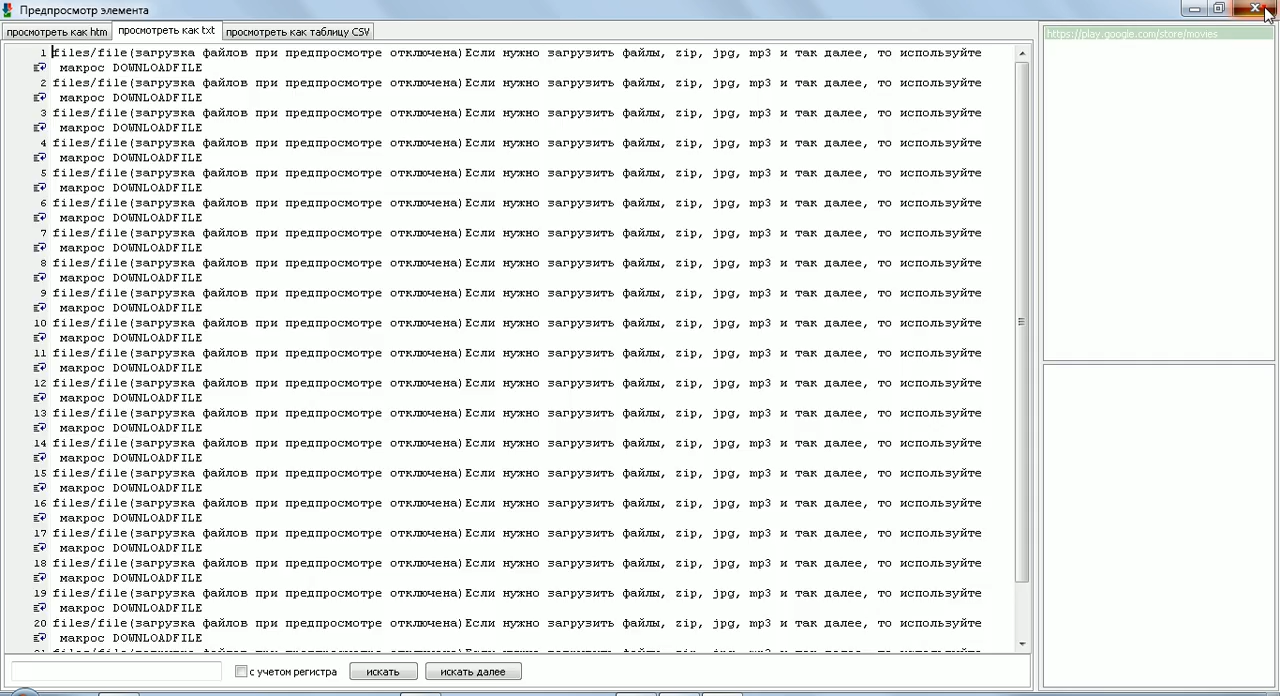 Предпросмотр элемента
просмотреть как htm просмотреть как txt просмотреть как таблицу CSV
https://play.google.com/store/movies
1 files/file(загрузка файлов при предпросмотре отключена)Если нужно загрузить файлы, zip, jpg, mp3 и так далее, то используйте
макрос DOWNLOADFILE
2 files/file(загрузка файлов при предпросмотре отключена)Если нужно загрузить файлы, zip, jpg, mp3 и так далее, то используйте
макрос DOWNLOADFILE
3 files/file(загрузка файлов при предпросмотре отключена)Если нужно загрузить файлы, zip, jpg, mp3 и так далее, то используйте
макрос DOWNLOADFILE
4 files/file(загрузка файлов при предпросмотре отключена)Если нужно загрузить файлы, zip, jpg, mp3 и так далее, то используйте
макрос DOWNLOADFILE
5 files/file(загрузка файлов при предпросмотре отключена)Если нужно загрузить файлы, zip, jpg, mp3 и так далее, то используйте
макрос DOWNLOADFILE
6 files/file(загрузка файлов при предпросмотре отключена)Если нужно загрузить файлы, zip, jpg, mp3 и так далее, то используйте
макрос DOWNLOADFILE
7 files/file(загрузка файлов при предпросмотре отключена)Если нужно загрузить файлы, zip, jpg, mp3 и так далее, то используйте
макрос DOWNLOADFILE
8 files/file(загрузка файлов при предпросмотре отключена)Если нужно загрузить файлы, zip, jpg, mp3 и так далее, то используйте
макрос DOWNLOADFILE
9 files/file(загрузка файлов при предпросмотре отключена)Если нужно загрузить файлы, zip, jpg, mp3 и так далее, то используйте
макрос DOWNLOADFILE
10 files/file(загрузка файлов при предпросмотре отключена)Если нужно загрузить файлы, zip, jpg, mp3 и так далее, то используйте
макрос DOWNLOADFILE
11 files/file(загрузка файлов при предпросмотре отключена)Если нужно загрузить файлы, zip, jpg, mp3 и так далее, то используйте
макрос DOWNLOADFILE
12 files/file(загрузка файлов при предпросмотре отключена)Если нужно загрузить файлы, zip, jpg, mp3 и так далее, то используйте
макрос DOWNLOADFILE
13 files/file(загрузка файлов при предпросмотре отключена)Если нужно загрузить файлы, zip, jpg, mp3 и так далее, то используйте
макрос DOWNLOADFILE
14 files/file(загрузка файлов при предпросмотре отключена)Если нужно загрузить файлы, zip, jpg, mp3 и так далее, то используйте
макрос DOWNLOADFILE
15 files/file(загрузка файлов при предпросмотре отключена)Если нужно загрузить файлы, zip, jpg, mp3 и так далее, то используйте
макрос DOWNLOADFILE
16 files/file(загрузка файлов при предпросмотре отключена)Если нужно загрузить файлы, zip, jpg, mp3 и так далее, то используйте
макрос DOWNLOADFILE
17 files/file(загрузка файлов при предпросмотре отключена)Если нужно загрузить файлы, zip, jpg, mp3 и так далее, то используйте
макрос DOWNLOADFILE
18 files/file(загрузка файлов при предпросмотре отключена)Если нужно загрузить файлы, zip, jpg, mp3 и так далее, то используйте
макрос DOWNLOADFILE
19 files/file(загрузка файлов при предпросмотре отключена)Если нужно загрузить файлы, zip, jpg, mp3 и так далее, то используйте
макрос DOWNLOADFILE
20 files/file(загрузка файлов при предпросмотре отключена)Если нужно загрузить файлы, zip, jpg, mp3 и так далее, то используйте
макрос DOWNLOADFILE
с учетом регистра искать искать далее